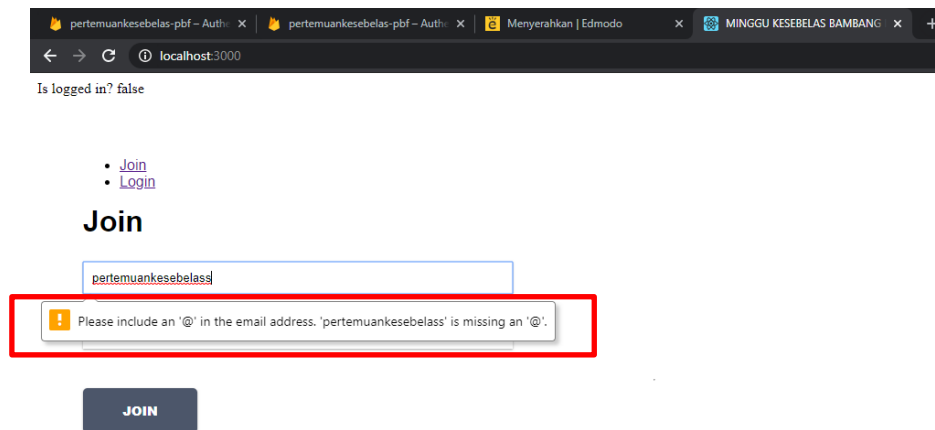 pertemuankesebelas-pbf – Authe
pertemuankesebelas-pbf – Authe
Menyerahkan | Edmodo
MINGGU KESEBELAS BAMBANG
localhost:3000
Is logged in? false
Join
Login
Join
pertemuankesebelass
Please include an '@' in the email address. 'pertemuankesebelass' is missing an '@'.
JOIN